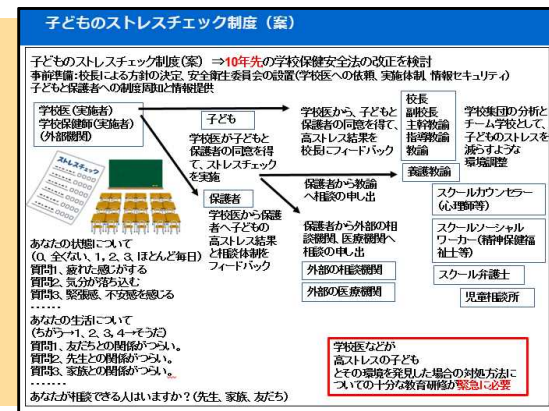 子どものストレスチェック制度（案）
子どものストレスチェック制度(案) ⇒10年先の学校保健安全法の改正を検討
事前準備：校長による方針の決定、安全衛生委員会の設置(学校医への依頼、実施体制、情報セキュリティ)
子どもと保護者への制度周知と情報提供
学校医(実施者)
学校保健師(実施者)
(外部機関)
ストレスチェック
子ども
学校医が子どもと
保護者の同意を得
て、ストレスチェック
を実施
保護者
学校医から保護
者へ子どもの
高ストレス結果
と相談体制を
フィードバック
学校医から、子どもと
保護者の同意を得て、
高ストレス結果を
校長にフィードバック
校長
副校長
主幹教諭
指導教諭
教諭
養護教諭
学校集団の分析と
チーム学校として、
子どものストレスを
減らすような
環境調整
保護者から教諭
へ相談の申し出
保護者から外部の相
談機関、医療機関へ
相談の申し出
外部の相談機関
外部の医療機関
スクールカウンセラー
(心理師等)
スクールソーシャル
ワーカー(精神保健福
祉士等)
スクール弁護士
児童相談所
あなたの状態について
(0、全くない、1、2、3、ほとんど毎日)
質問1、疲れた感じがする
質問2、気分が落ち込む
質問3、緊張感、不安感を感じる
・・・・・・・
あなたの生活について
(ちがう→1、2、3、4→そうだ)
質問1、友だちとの関係がつらい。
質問2、先生との関係がつらい。
質問3、家族との関係がつらい。
・・・・・・・
あなたが相談できる人はいますか？(先生、家族、友だち)
学校医などが
高ストレスの子ども
とその環境を発見した場合の対処方法に
ついての十分な教育研修が緊急に必要